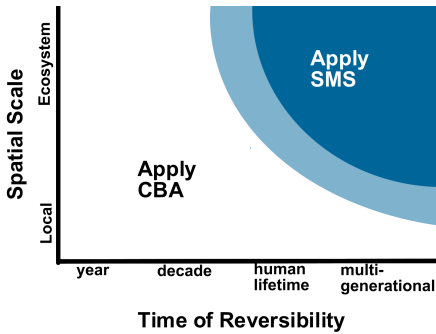 Spatial Scale
Ecosystem
Local
Apply
SMS
Apply
CBA
year
decade
human
lifetime
multi-
generational
Time of Reversibility